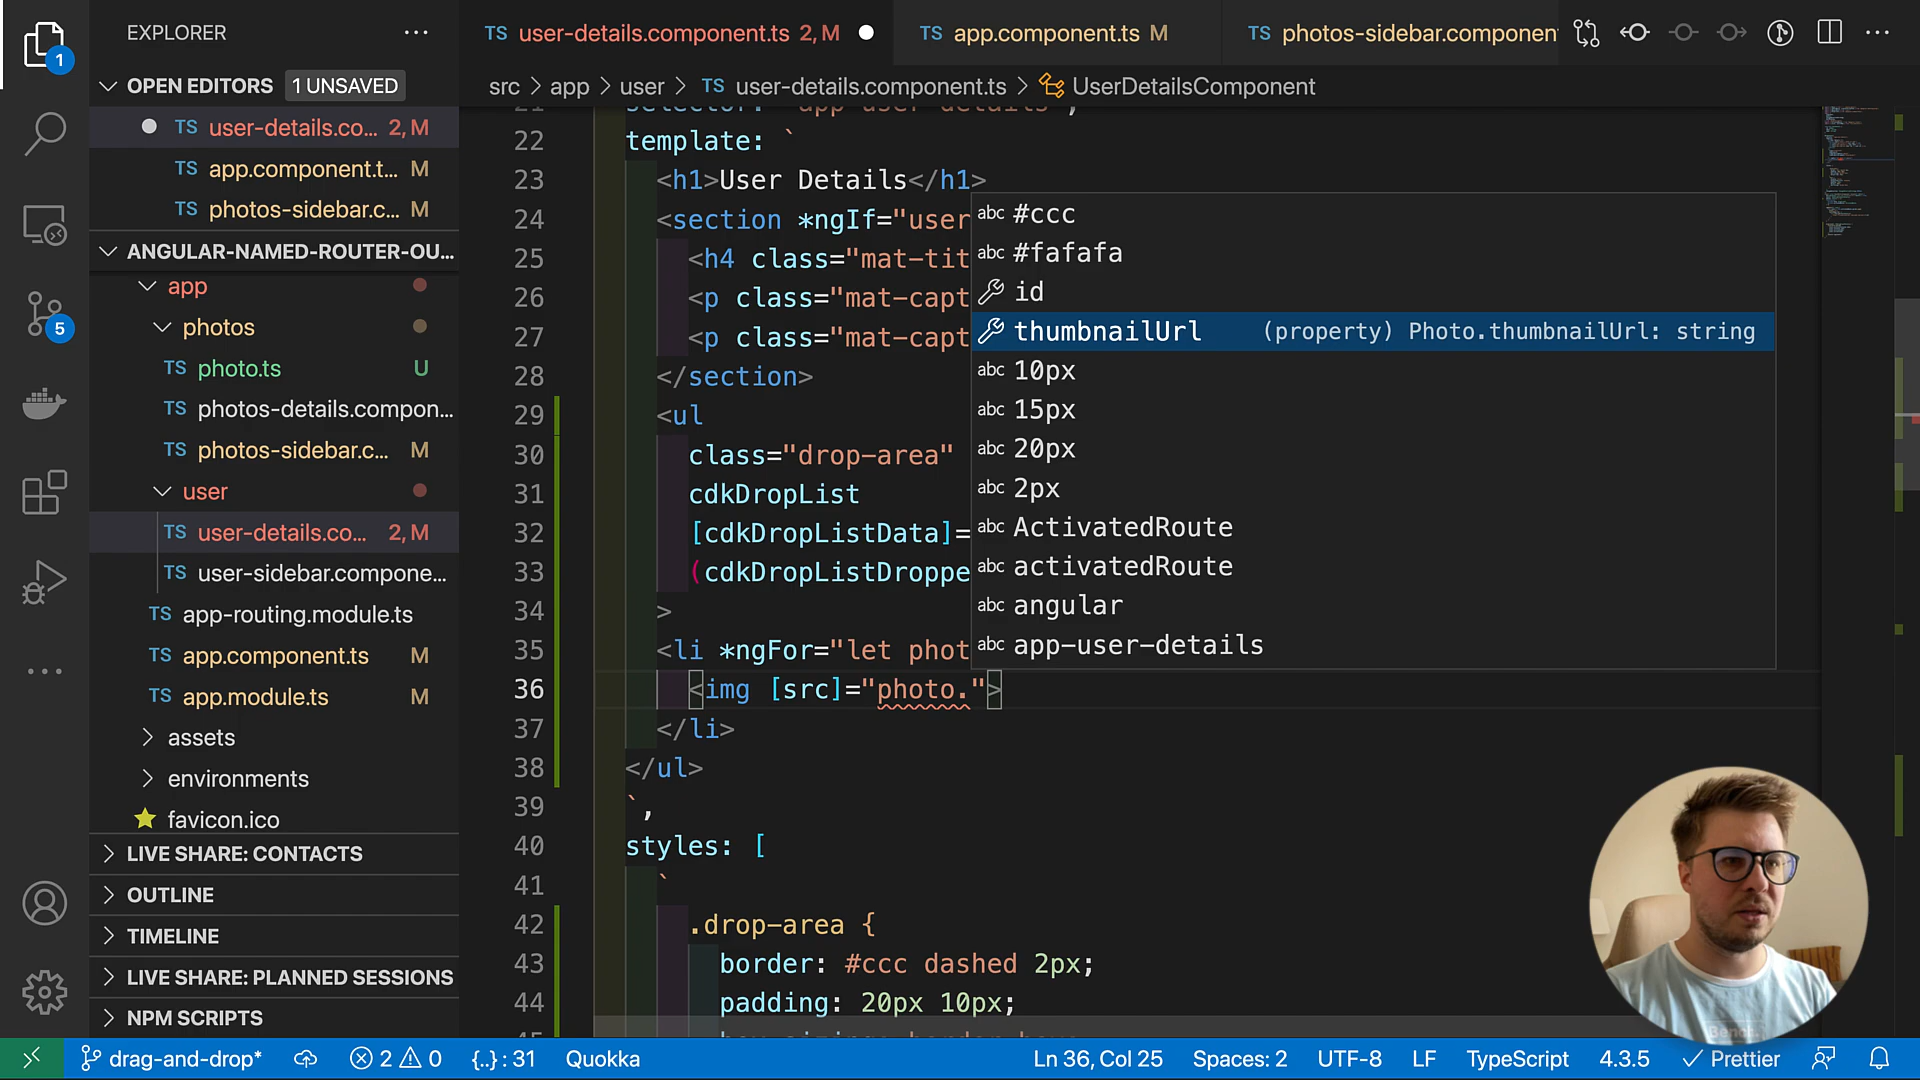 EXPLORER
TS user-details.component.ts 2, M
TS app.component.ts M
TS photos-sidebar.componen
OPEN EDITORS 1 UNSAVED
src > app > user > TS user-details.component.ts > UserDetailsComponent
TS user-details.co... 2, M
TS app.component.t... M
TS photos-sidebar.c... M
ANGULAR-NAMED-ROUTER-OU...
app
photos
TS photo.ts U
TS photos-details.compon...
TS photos-sidebar.c... M
user
TS user-details.co... 2, M
TS user-sidebar.compone...
TS app-routing.module.ts
TS app.component.ts M
TS app.module.ts M
assets
environments
favicon.ico
LIVE SHARE: CONTACTS
OUTLINE
TIMELINE
LIVE SHARE: PLANNED SESSIONS
NPM SCRIPTS
1
5
21 selector: 'app-user-details',
22 template: `
23 <h1>User Details</h1>
24 <section *ngIf="user
25 <h4 class="mat-tit
26 <p class="mat-capt
27 <p class="mat-capt
28 </section>
29 <ul
30 class="drop-area"
31 cdkDropList
32 [cdkDropListData]=
33 (cdkDropListDroppe
34 >
35 <li *ngFor="let phot
36 <img [src]="photo.">
37 </li>
38 </ul>
39 `,
40 styles: [
41 `
42 .drop-area {
43 border: #ccc dashed 2px;
44 padding: 20px 10px;
abc #ccc
abc #fafafa
id
thumbnailUrl (property) Photo.thumbnailUrl: string
abc 10px
abc 15px
abc 20px
abc 2px
abc ActivatedRoute
abc activatedRoute
abc angular
abc app-user-details
drag-and-drop* 2 0 {..} : 31 Quokka Ln 36, Col 25 Spaces: 2 UTF-8 LF TypeScript 4.3.5 Prettier